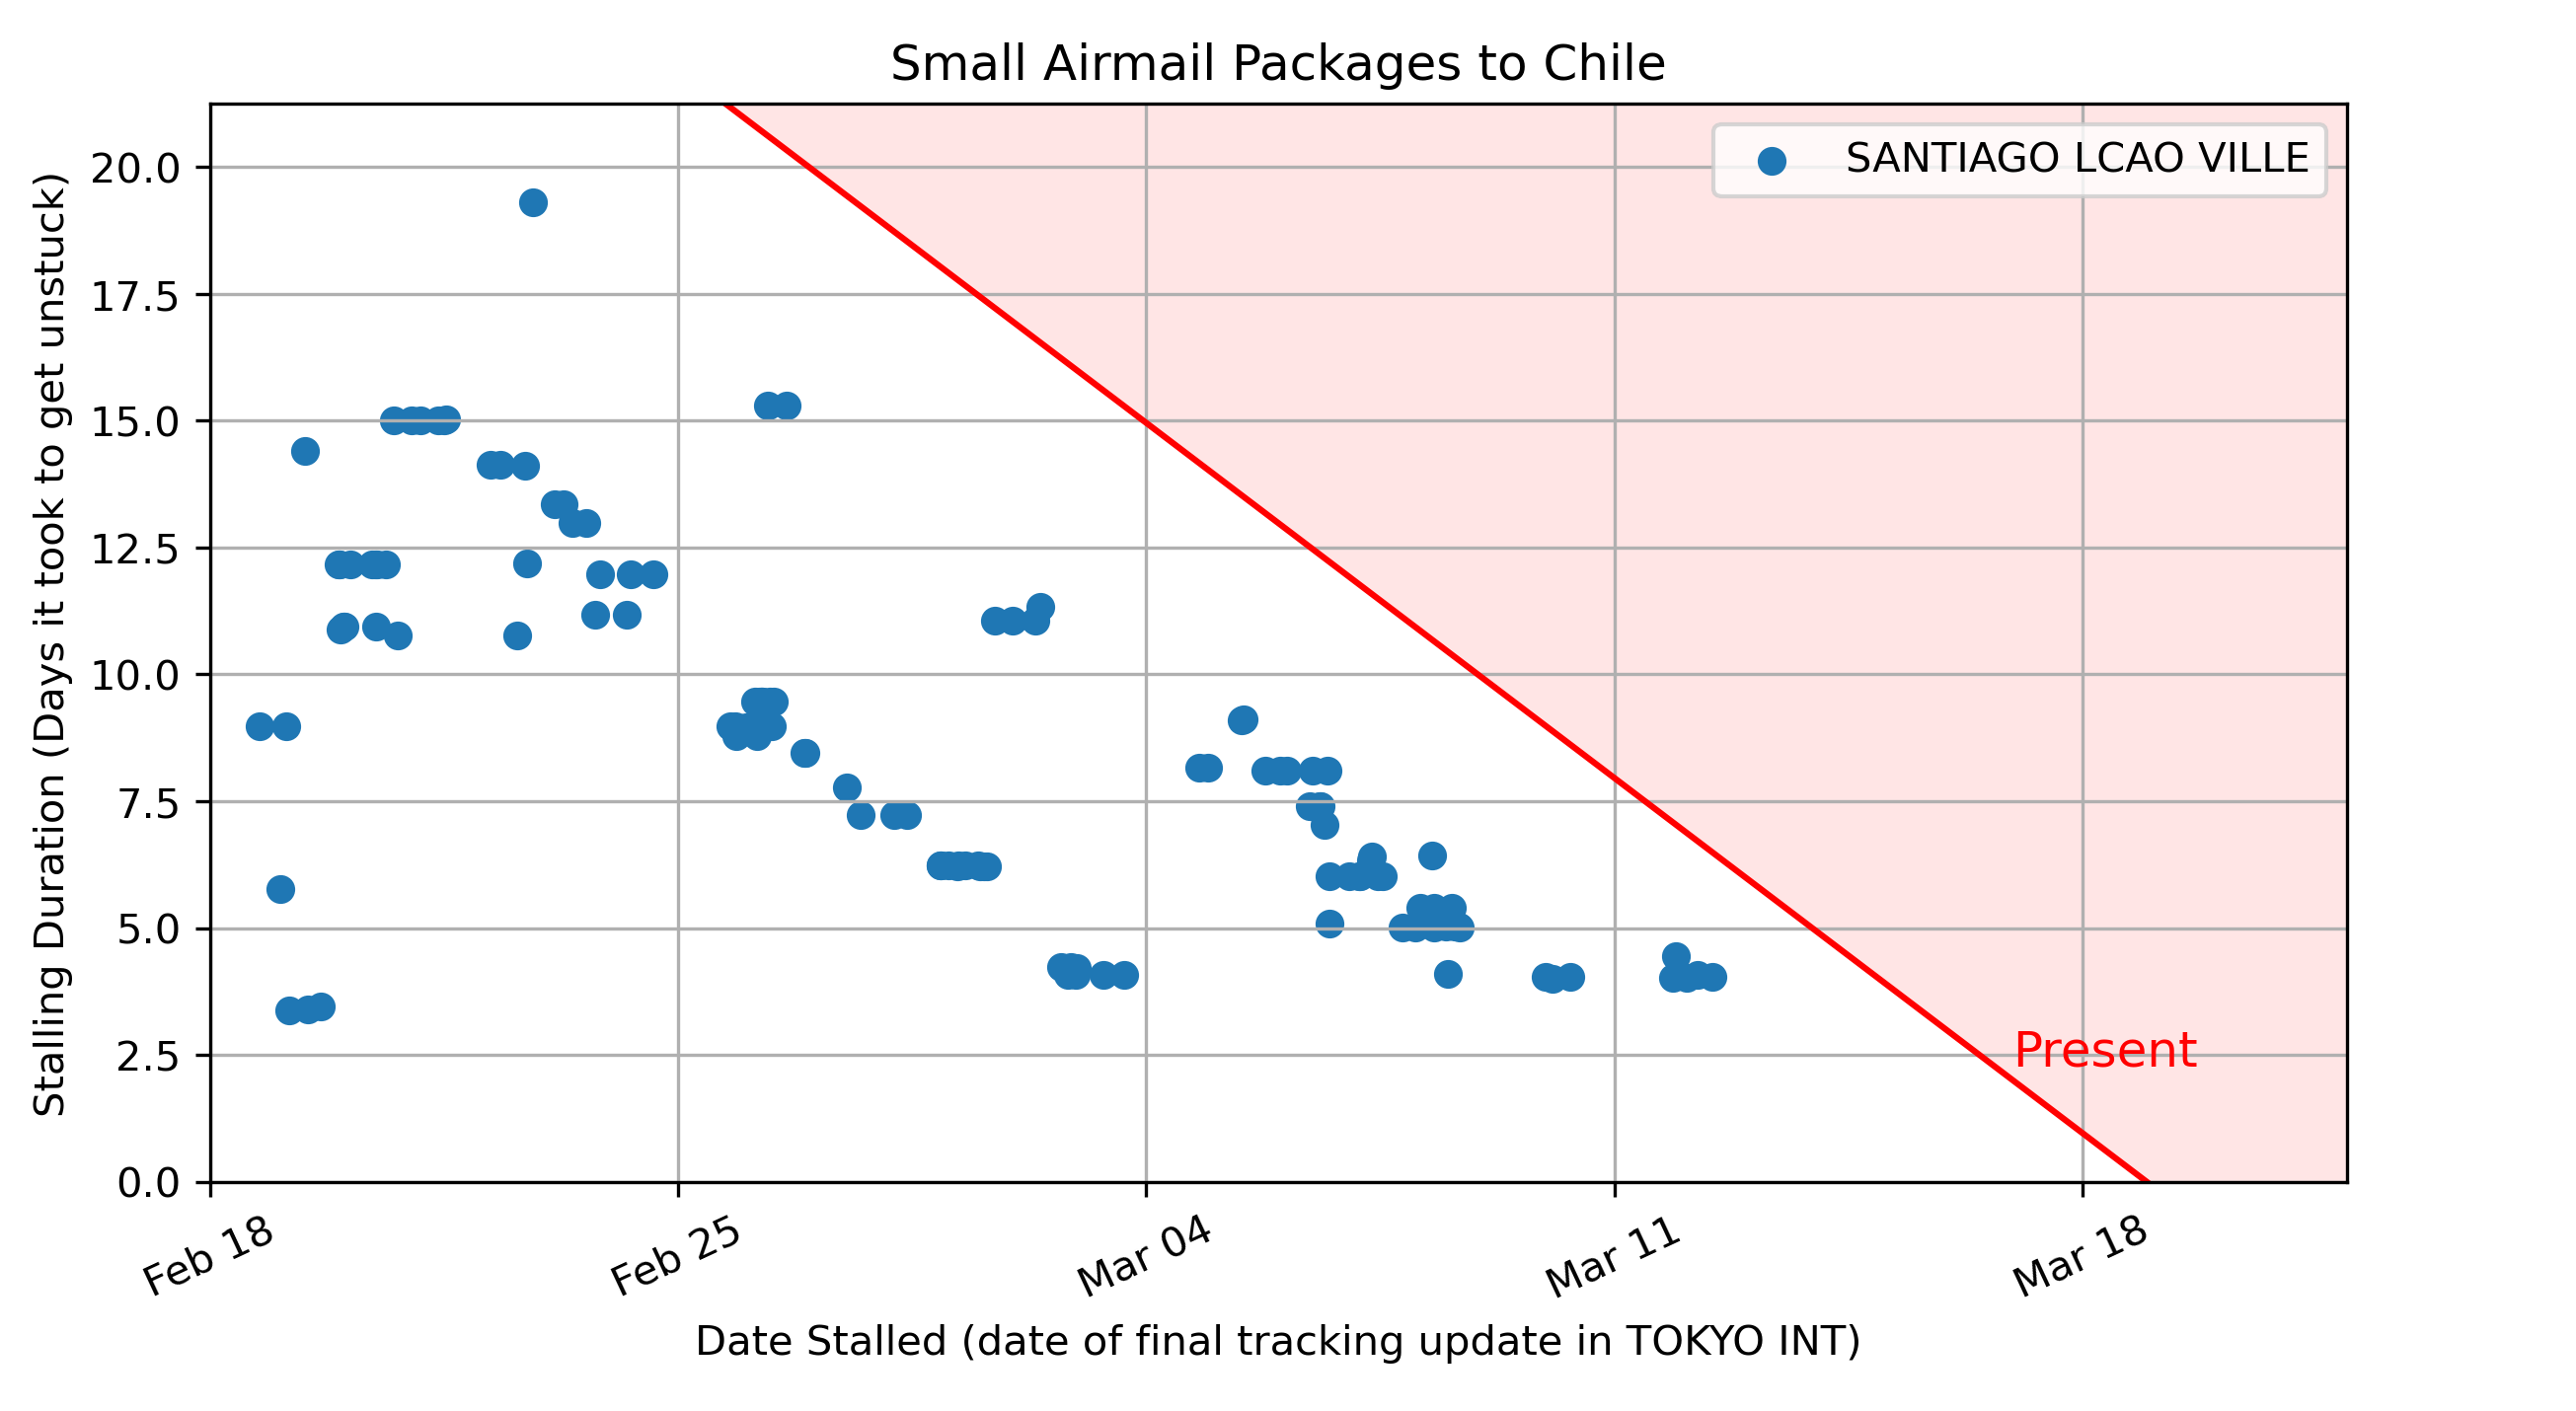 Small Airmail Packages to Chile
SANTIAGO LCAO VILLE
Stalling Duration (Days it took to get unstuck)
20.0
17.5
15.0
12.5
10.0
7.5
5.0
2.5
0.0
Present
Feb 18
Feb 25
Mar 04
Mar 11
Mar 18
Date Stalled (date of final tracking update in TOKYO INT)